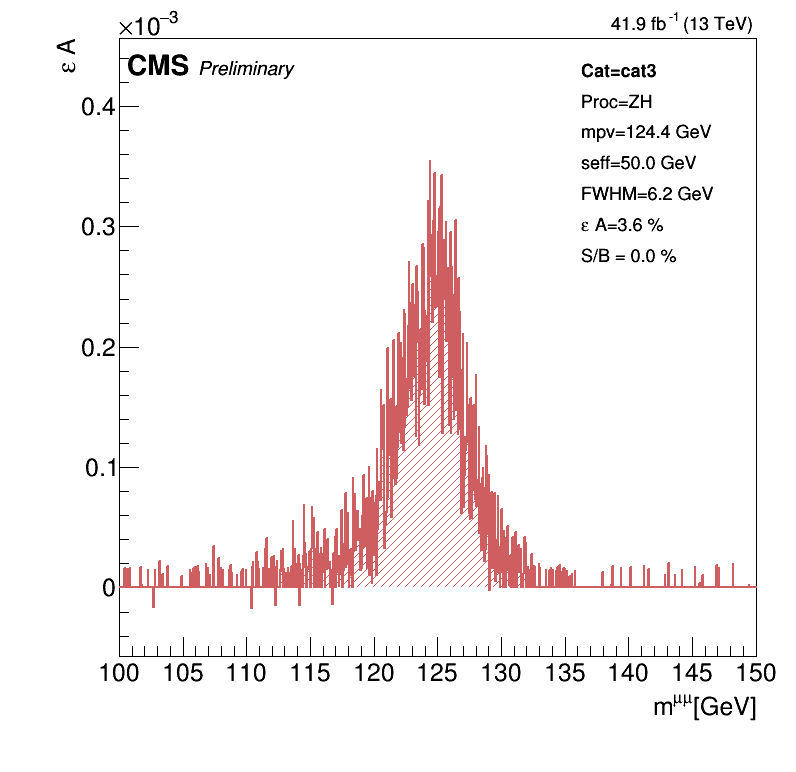 ×10⁻³
41.9 fb⁻¹ (13 TeV)
ε A
CMS Preliminary
Cat=cat3
Proc=ZH
mpv=124.4 GeV
seff=50.0 GeV
FWHM=6.2 GeV
ε A=3.6 %
S/B = 0.0 %
0.4
0.3
0.2
0.1
0
100 105 110 115 120 125 130 135 140 145 150
m^μμ[GeV]